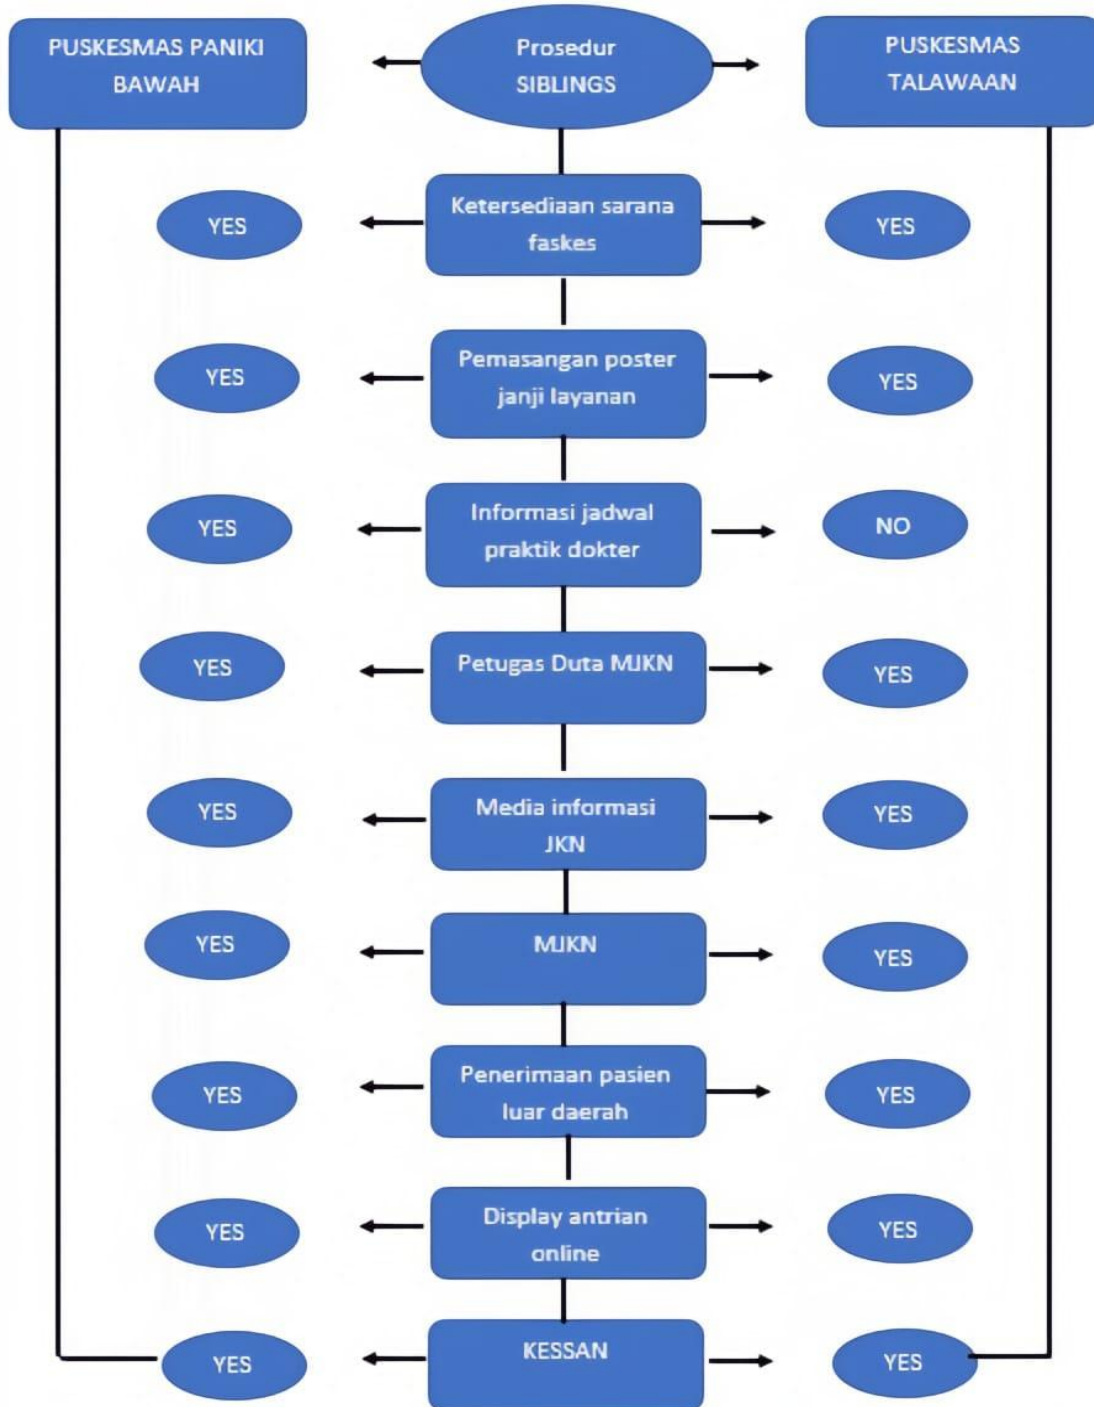 PUSKESMAS PANIKI
BAWAH
Prosedur
SIBLINGS
PUSKESMAS
TALAWAAN
YES
Ketersediaan sarana
faskes
YES
YES
Pemasangan poster
janji layanan
YES
YES
Informasi jadwal
praktik dokter
NO
YES
Petugas Duta MJKN
YES
YES
Media informasi
JKN
YES
YES
MJKN
YES
YES
Penerimaan pasien
luar daerah
YES
YES
Display antrian
online
YES
YES
KESSAN
YES